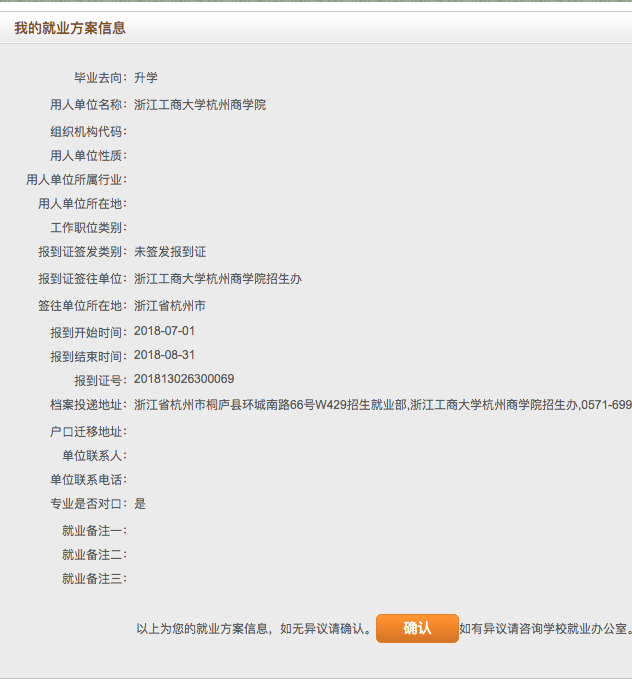 我的就业方案信息
毕业去向：升学
用人单位名称：浙江工商大学杭州商学院
组织机构代码：
用人单位性质：
用人单位所属行业：
用人单位所在地：
工作职位类别：
报到证签发类别：未签发报到证
报到证签往单位：浙江工商大学杭州商学院招生办
签往单位所在地：浙江省杭州市
报到开始时间：2018-07-01
报到结束时间：2018-08-31
报到证号：201813026300069
档案投递地址：浙江省杭州市桐庐县环城南路66号W429招生就业部,浙江工商大学杭州商学院招生办,0571-699
户口迁移地址：
单位联系人：
单位联系电话：
专业是否对口：是
就业备注一：
就业备注二：
就业备注三：
以上为您的就业方案信息，如无异议请确认。 确认 如有异议请咨询学校就业办公室。